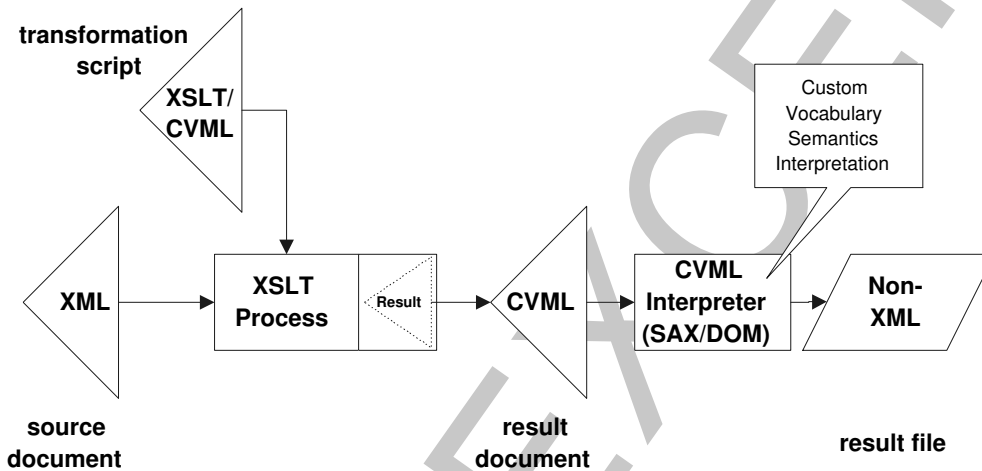 transformation
script
XSLT/
CVML
Custom
Vocabulary
Semantics
Interpretation
XML
XSLT
Process
Result
CVML
CVML
Interpreter
(SAX/DOM)
Non-
XML
source
document
result
document
result file